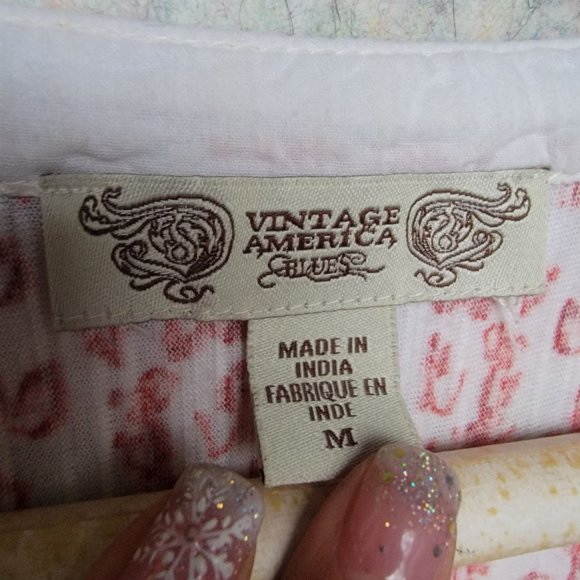 VINTAGE
AMERICA
BLUES
MADE IN
INDIA
FABRIQUE EN
INDE
M